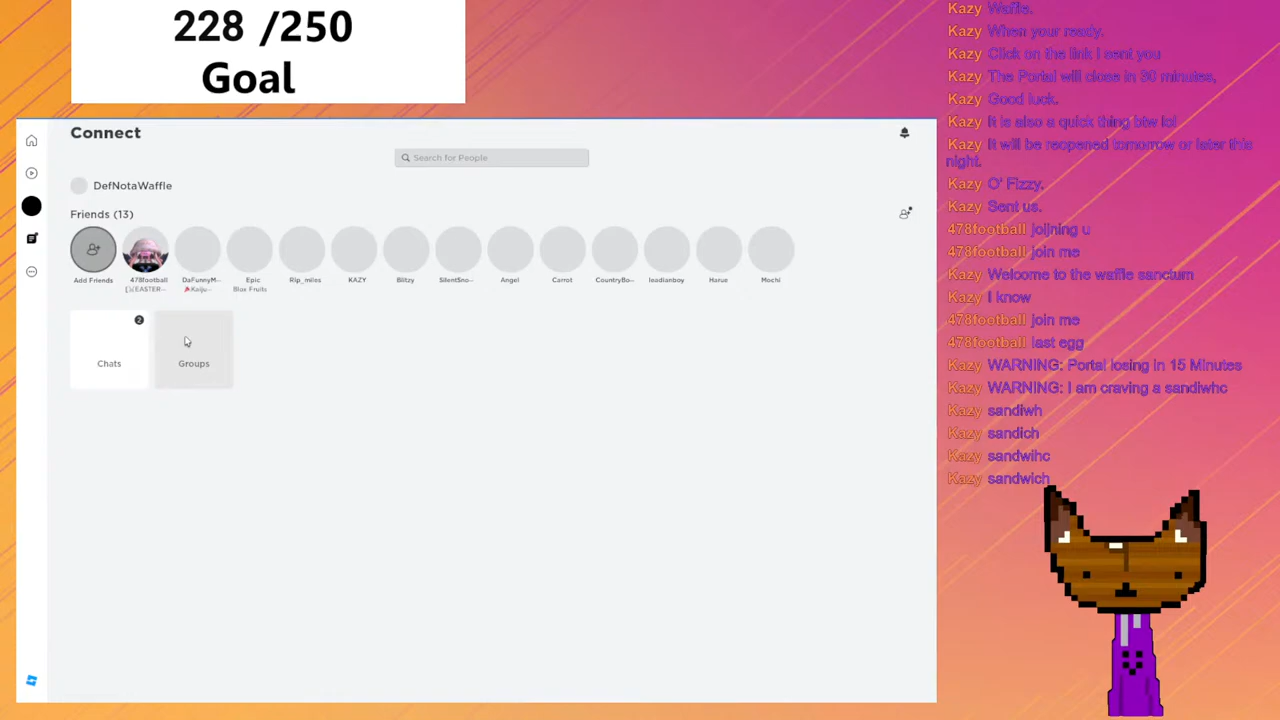 228 /250
Goal
Connect
Search for People
DefNotaWaffle
Friends (13)
Add Friends
478football
[🐰EASTER--
DaFunnyM--
🚀Kaiju--
Epic
Blox Fruits
Rip_miles
KAZY
Blitzy
SilentSno--
Angel
Carrot
CountryBo--
leadianboy
Harue
Mochi
2
Chats
Groups
Kazy Waffle.
Kazy When your ready.
Kazy Click on the link I sent you
Kazy The Portal will close in 30 minutes,
Kazy Good luck.
Kazy It is also a quick thing btw lol
Kazy It will be reopened tomorrow or later this
night.
Kazy O' Fizzy.
Kazy Sent us.
478football joijning u
478football join me
Kazy Welcome to the waffle sanctum
Kazy I know
478football join me
478football last egg
Kazy WARNING: Portal losing in 15 Minutes
Kazy WARNING: I am craving a sandiwhc
Kazy sandiwh
Kazy sandich
Kazy sandwihc
Kazy sandwich